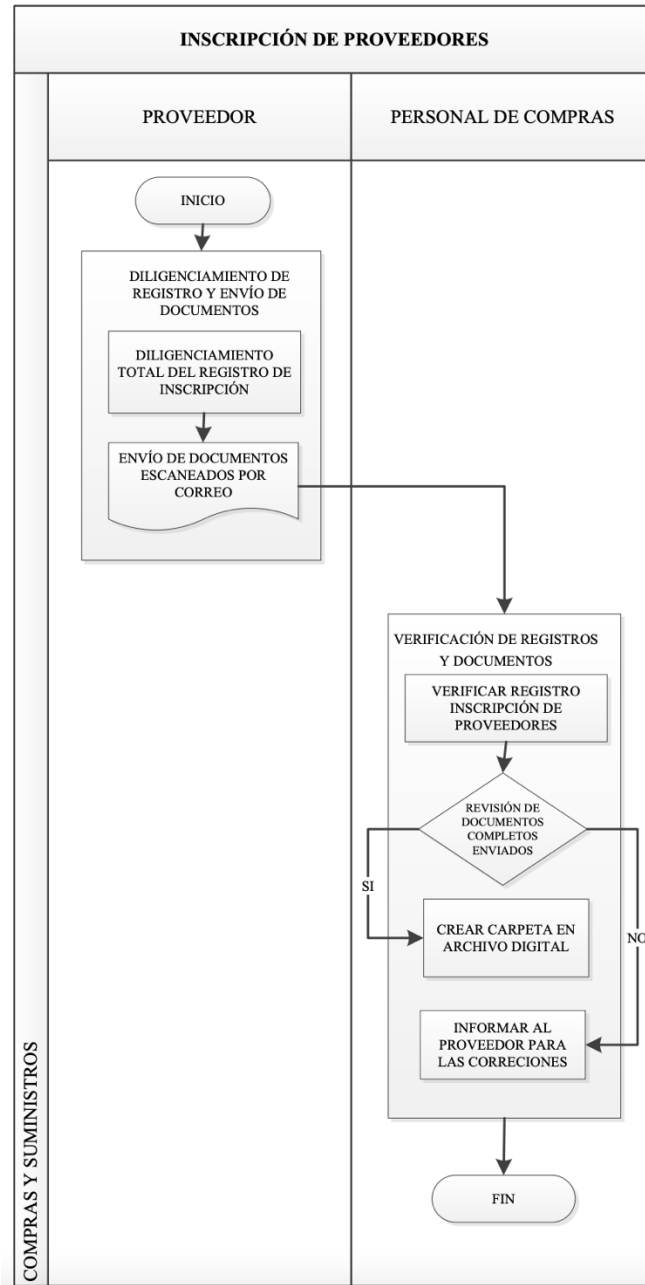 INSCRIPCIÓN DE PROVEEDORES
PROVEEDOR
PERSONAL DE COMPRAS
COMPRAS Y SUMINISTROS
INICIO
DILIGENCIAMIENTO DE
REGISTRO Y ENVÍO DE
DOCUMENTOS
DILIGENCIAMIENTO
TOTAL DEL REGISTRO DE
INSCRIPCIÓN
ENVÍO DE DOCUMENTOS
ESCANEADOS POR
CORREO
VERIFICACIÓN DE REGISTROS
Y DOCUMENTOS
VERIFICAR REGISTRO
INSCRIPCIÓN DE
PROVEEDORES
REVISIÓN DE
DOCUMENTOS
COMPLETOS
ENVIADOS
SI
NO
CREAR CARPETA EN
ARCHIVO DIGITAL
INFORMAR AL
PROVEEDOR PARA
LAS CORRECIONES
FIN